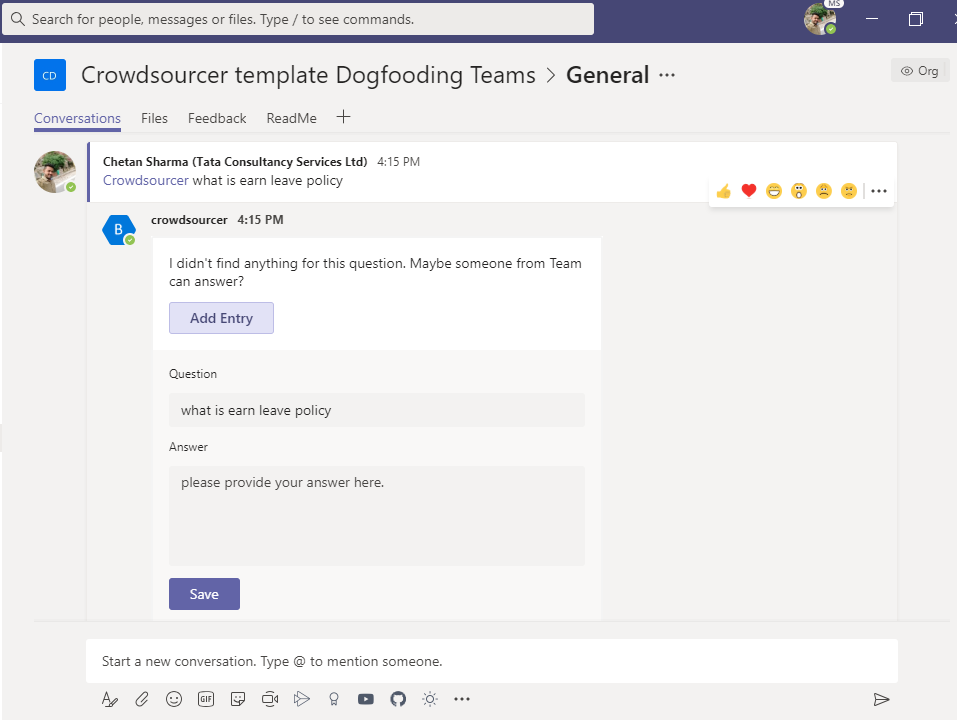 Search for people, messages or files. Type / to see commands.
MS
CD
Crowdsourcer template Dogfooding Teams > General ...
Org
Conversations Files Feedback ReadMe +
Chetan Sharma (Tata Consultancy Services Ltd) 4:15 PM
Crowdsourcer what is earn leave policy
B
crowdsourcer 4:15 PM
I didn't find anything for this question. Maybe someone from Team
can answer?
Add Entry
Question
what is earn leave policy
Answer
please provide your answer here.
Save
Start a new conversation. Type @ to mention someone.
GIF